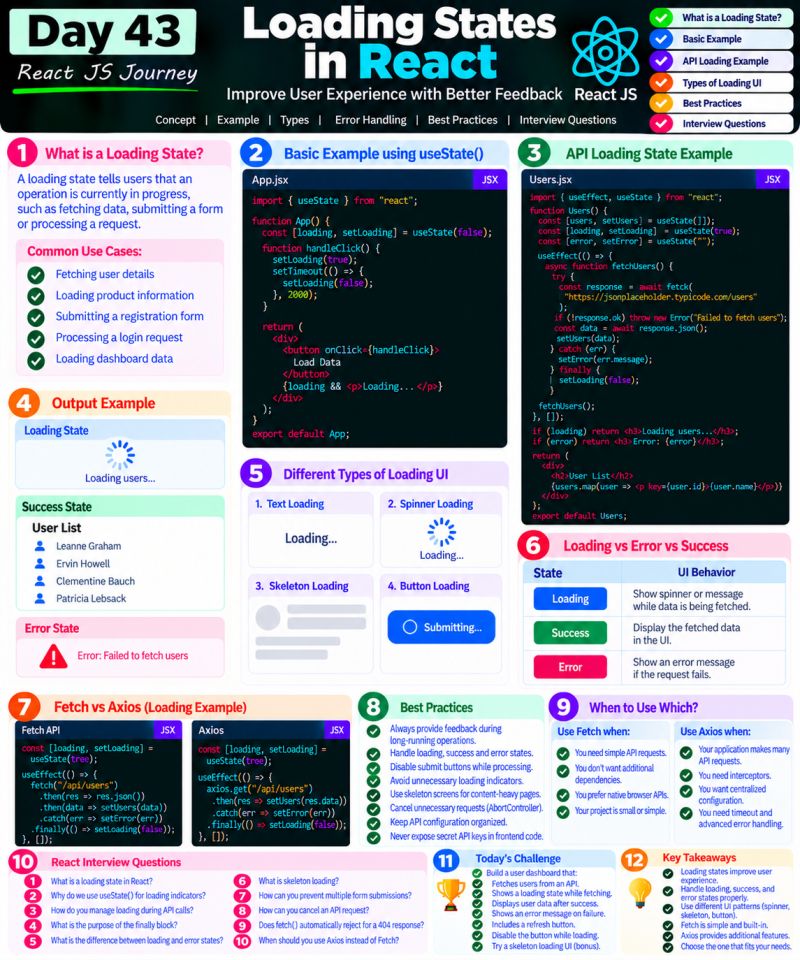 Day 43
React JS Journey
Loading States
in React
Improve User Experience with Better Feedback
React JS
Concept | Example | Types | Error Handling | Best Practices | Interview Questions
What is a Loading State?
Basic Example
API Loading Example
Types of Loading UI
Best Practices
Interview Questions
1 What is a Loading State?
A loading state tells users that an
operation is currently in progress,
such as fetching data, submitting a form
or processing a request.
Common Use Cases:
Fetching user details
Loading product information
Submitting a registration form
Processing a login request
Loading dashboard data
2 Basic Example using useState()
App.jsx JSX
import { useState } from "react";
function App() {
const [loading, setLoading] = useState(false);
function handleClick() {
setLoading(true);
setTimeout(() => {
setLoading(false);
}, 2000);
}
return (
<div>
<button onClick={handleClick}>
Load Data
</button>
{loading && <p>Loading...</p>}
</div>
);
}
export default App;
3 API Loading State Example
Users.jsx JSX
import { useEffect, useState } from "react";
function Users() {
const [users, setUsers] = useState([]);
const [loading, setLoading] = useState(true);
const [error, setError] = useState("");
useEffect(() => {
async function fetchUsers() {
try {
const response = await fetck(
"https://jsonplaceholder.typicode.com/users"
);
if (!response.ok) throw new Error("Failed to fetch users");
const data = await response.json();
setUsers(data);
} catch (err) {
setError(err.message);
} finally {
setLoading(false);
}
fetchUsers();
}, []);
if (loading) return <h3>Loading users...</h3>;
if (error) return <h3>Error: {error}</h3>;
return (
<div>
<h2>User List</h2>
{users.map(user => <p key={user.id}>{user.name}</p>)}
</div>
);
export default Users;
4 Output Example
Loading State
Loading users...
Success State
User List
Leanne Graham
Ervin Howell
Clementine Bauch
Patricia Lebsack
Error State
Error: Failed to fetch users
5 Different Types of Loading UI
1. Text Loading
Loading...
2. Spinner Loading
Loading...
3. Skeleton Loading
4. Button Loading
Submitting...
6 Loading vs Error vs Success
State UI Behavior
Loading
Show spinner or message
while data is being fetched.
Success
Display the fetched data
in the UI.
Error
Show an error message
if the request fails.
7 Fetch vs Axios (Loading Example)
Fetch API JSX
const [loading, setLoading] =
useState(true);
useEffect(() => {
fetch("/api/users")
.then(res => res.json())
.then(data => setUsers(data))
.catch(err => setError(err))
.finally(() => setLoading(false));
}, []);
Axios JSX
const [loading, setLoading] =
useState(true);
useEffect(() => {
axios.get("/api/users")
.then(res => setUsers(res.data))
.catch(err => setError(err))
.finally(() => setLoading(false));
}, []);
8 Best Practices
Always provide feedback during
long-running operations.
Handle loading, success and error states.
Disable submit buttons while processing.
Avoid unnecessary loading indicators.
Use skeleton screens for content-heavy pages.
Cancel unnecessary requests (AbortController).
Keep API configuration organized.
Never expose secret API keys in frontend code.
9 When to Use Which?
Use Fetch when:
You need simple API requests.
You don't want additional
dependencies.
You prefer native browser APIs.
Your project is small or simple.
Use Axios when:
Your application makes many
API requests.
You need interceptors.
You want centralized
configuration.
You need timeout and
advanced error handling.
10 React Interview Questions
1 What is a loading state in React?
2 Why do we use useState() for loading indicators?
3 How do you manage loading during API calls?
4 What is the purpose of the finally block?
5 What is the difference between loading and error states?
6 What is skeleton loading?
7 How can you prevent multiple form submissions?
8 How can you cancel an API request?
9 Does fetch() automatically reject for a 404 response?
10 When should you use Axios instead of Fetch?
11 Today's Challenge
Build a user dashboard that:
Fetches users from an API.
Shows a loading state while fetching.
Displays user data after success.
Shows an error message on failure.
Includes a refresh button.
Disable the button while loading.
Try a skeleton loading UI (bonus).
12 Key Takeaways
Loading states improve user
experience.
Handle loading, success, and
error states properly.
Use different UI patterns (spinner,
skeleton, button).
Fetch is simple and built-in.
Axios provides additional features.
Choose the one that fits your needs.